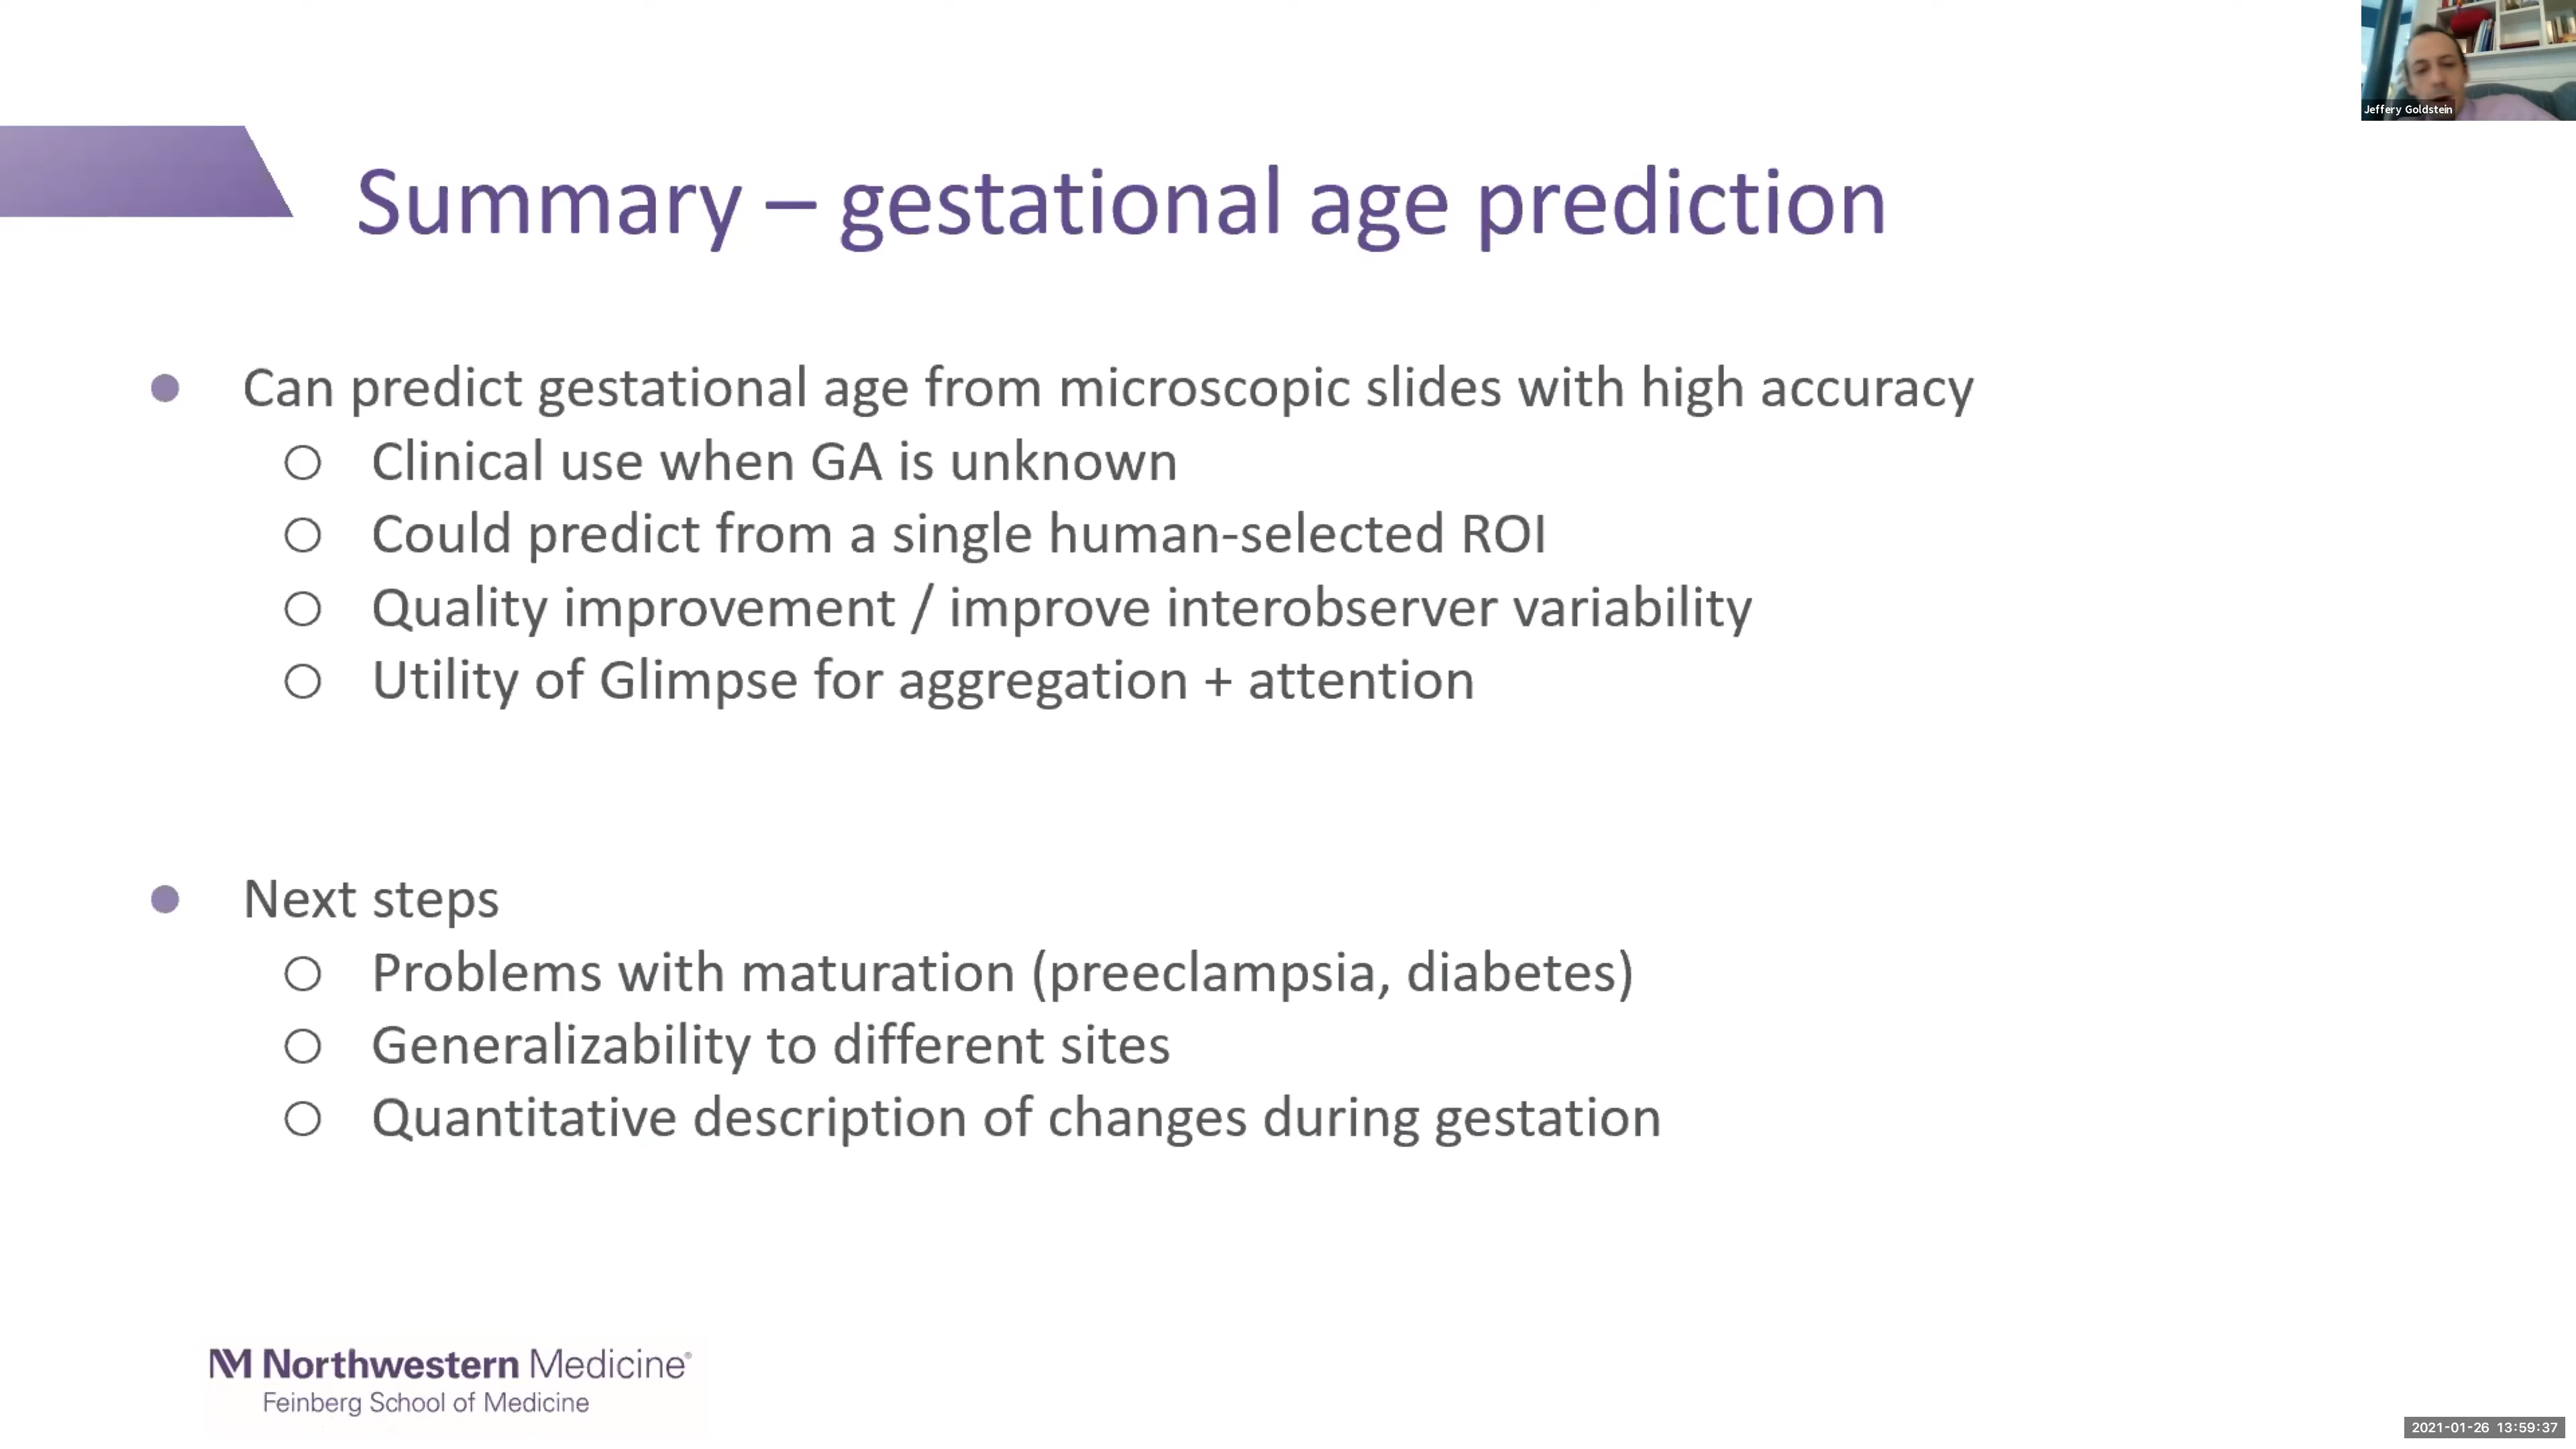 Jeffery Goldstein
Summary – gestational age prediction
Can predict gestational age from microscopic slides with high accuracy
Clinical use when GA is unknown
Could predict from a single human-selected ROI
Quality improvement / improve interobserver variability
Utility of Glimpse for aggregation + attention
Next steps
Problems with maturation (preeclampsia, diabetes)
Generalizability to different sites
Quantitative description of changes during gestation
NM Northwestern Medicine®
Feinberg School of Medicine
2021-01-26 13:59:37